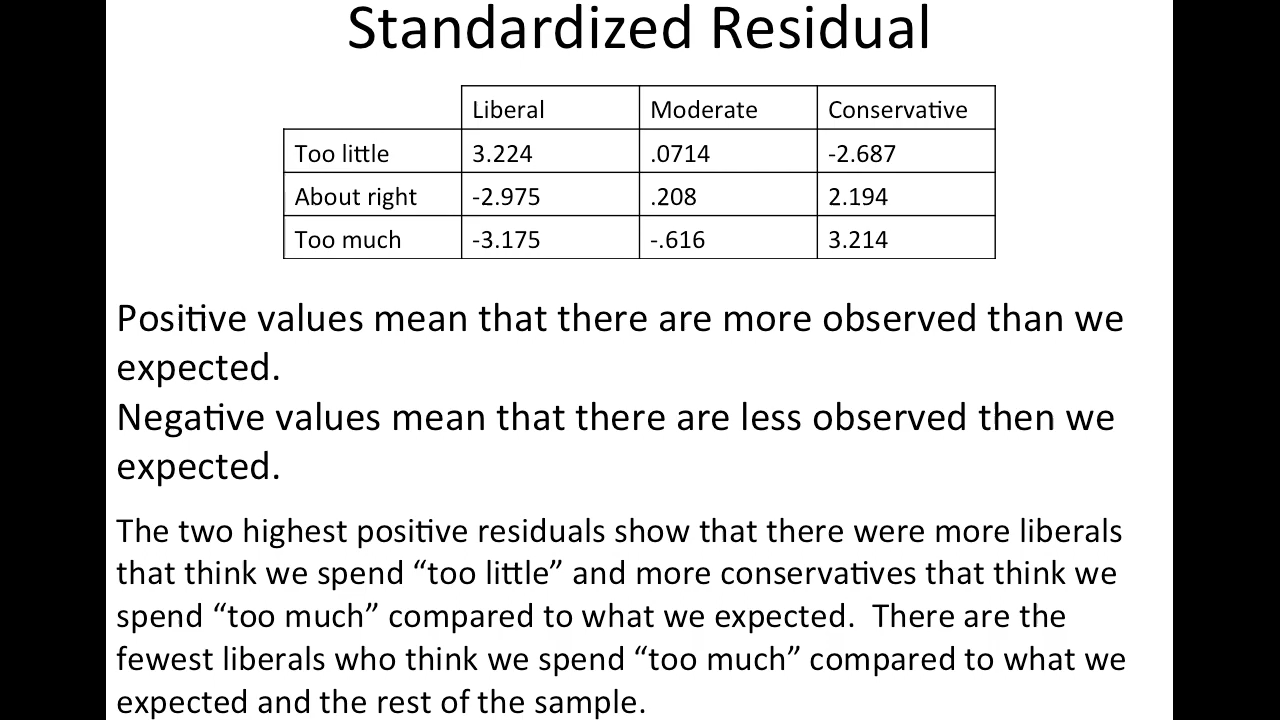 Standardized Residual
Liberal Moderate Conservative
Too little 3.224 .0714 -2.687
About right -2.975 .208 2.194
Too much -3.175 -.616 3.214
Positive values mean that there are more observed than we
expected.
Negative values mean that there are less observed then we
expected.
The two highest positive residuals show that there were more liberals
that think we spend “too little” and more conservatives that think we
spend “too much” compared to what we expected.  There are the
fewest liberals who think we spend “too much” compared to what we
expected and the rest of the sample.